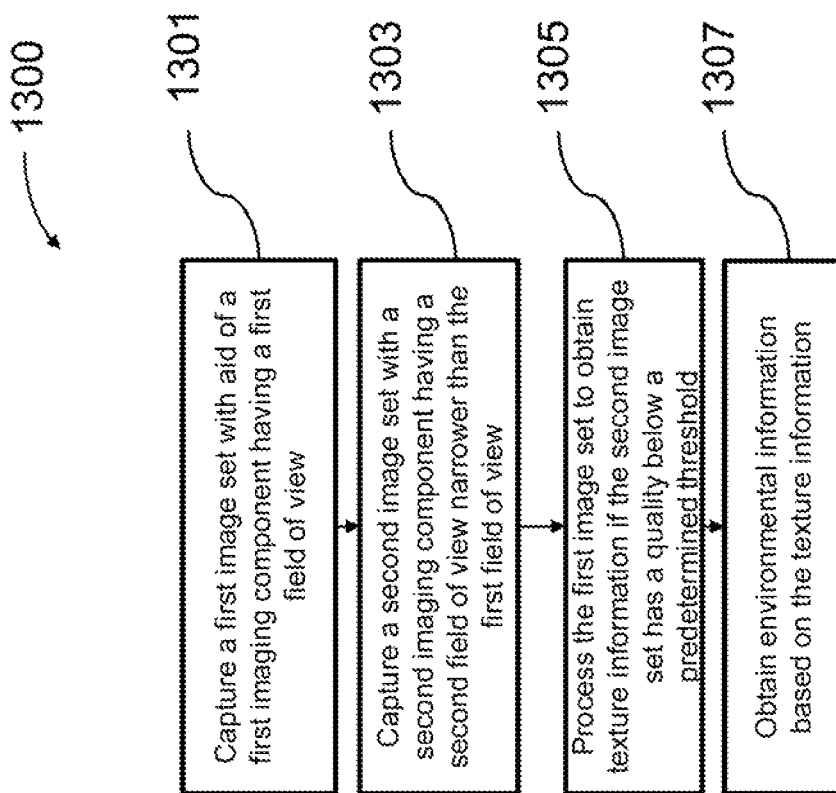 1300
Capture a first image set with aid of a
first imaging component having a first
field of view
1301
Capture a second image set with a
second imaging component having a
second field of view narrower than the
first field of view
1303
Process the first image set to obtain
texture information if the second image
set has a quality below a
predetermined threshold
1305
Obtain environmental information
based on the texture information
1307